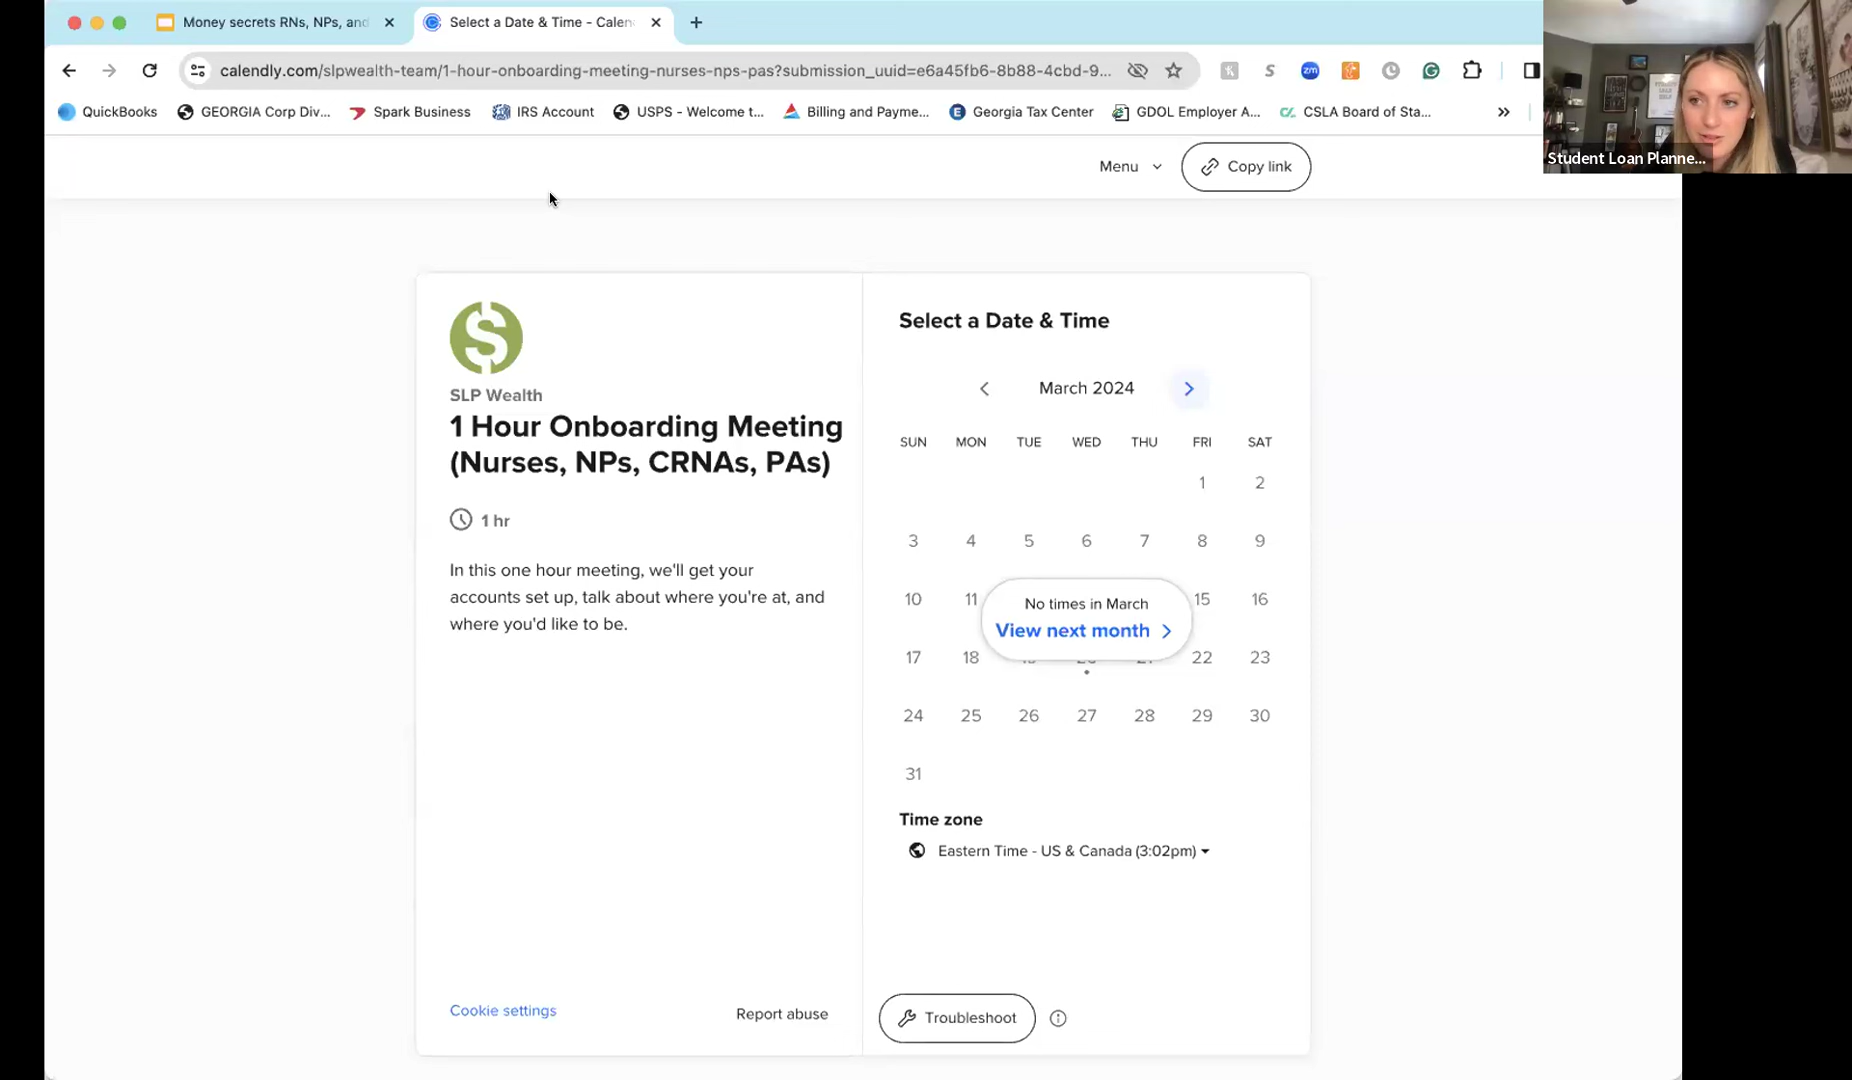 Money secrets RNs, NPs, and
Select a Date & Time - Calen
calendly.com/slpwealth-team/1-hour-onboarding-meeting-nurses-nps-pas?submission_uuid=e6a45fb6-8b88-4cbd-9...
QuickBooks
GEORGIA Corp Div...
Spark Business
IRS Account
USPS - Welcome t...
Billing and Payme...
Georgia Tax Center
GDOL Employer A...
CSLA Board of Sta...
Student Loan Planne...
Menu
Copy link
SLP Wealth
1 Hour Onboarding Meeting
(Nurses, NPs, CRNAs, PAs)
1 hr
In this one hour meeting, we'll get your
accounts set up, talk about where you're at, and
where you'd like to be.
Cookie settings
Report abuse
Select a Date & Time
March 2024
SUN MON TUE WED THU FRI SAT
1 2
3 4 5 6 7 8 9
10 11 15 16
No times in March
View next month
17 18 22 23
24 25 26 27 28 29 30
31
Time zone
Eastern Time - US & Canada (3:02pm)
Troubleshoot